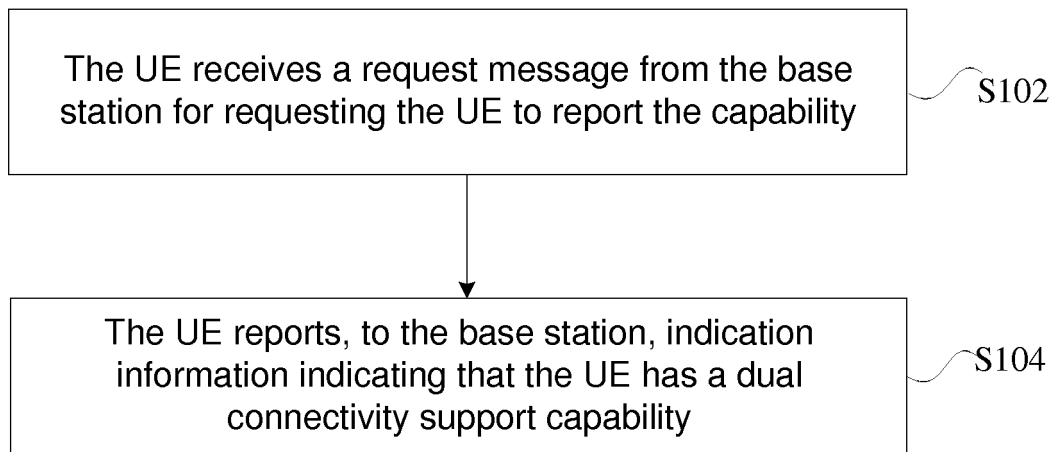 The UE receives a request message from the base
station for requesting the UE to report the capability
S102
The UE reports, to the base station, indication
information indicating that the UE has a dual
connectivity support capability
S104